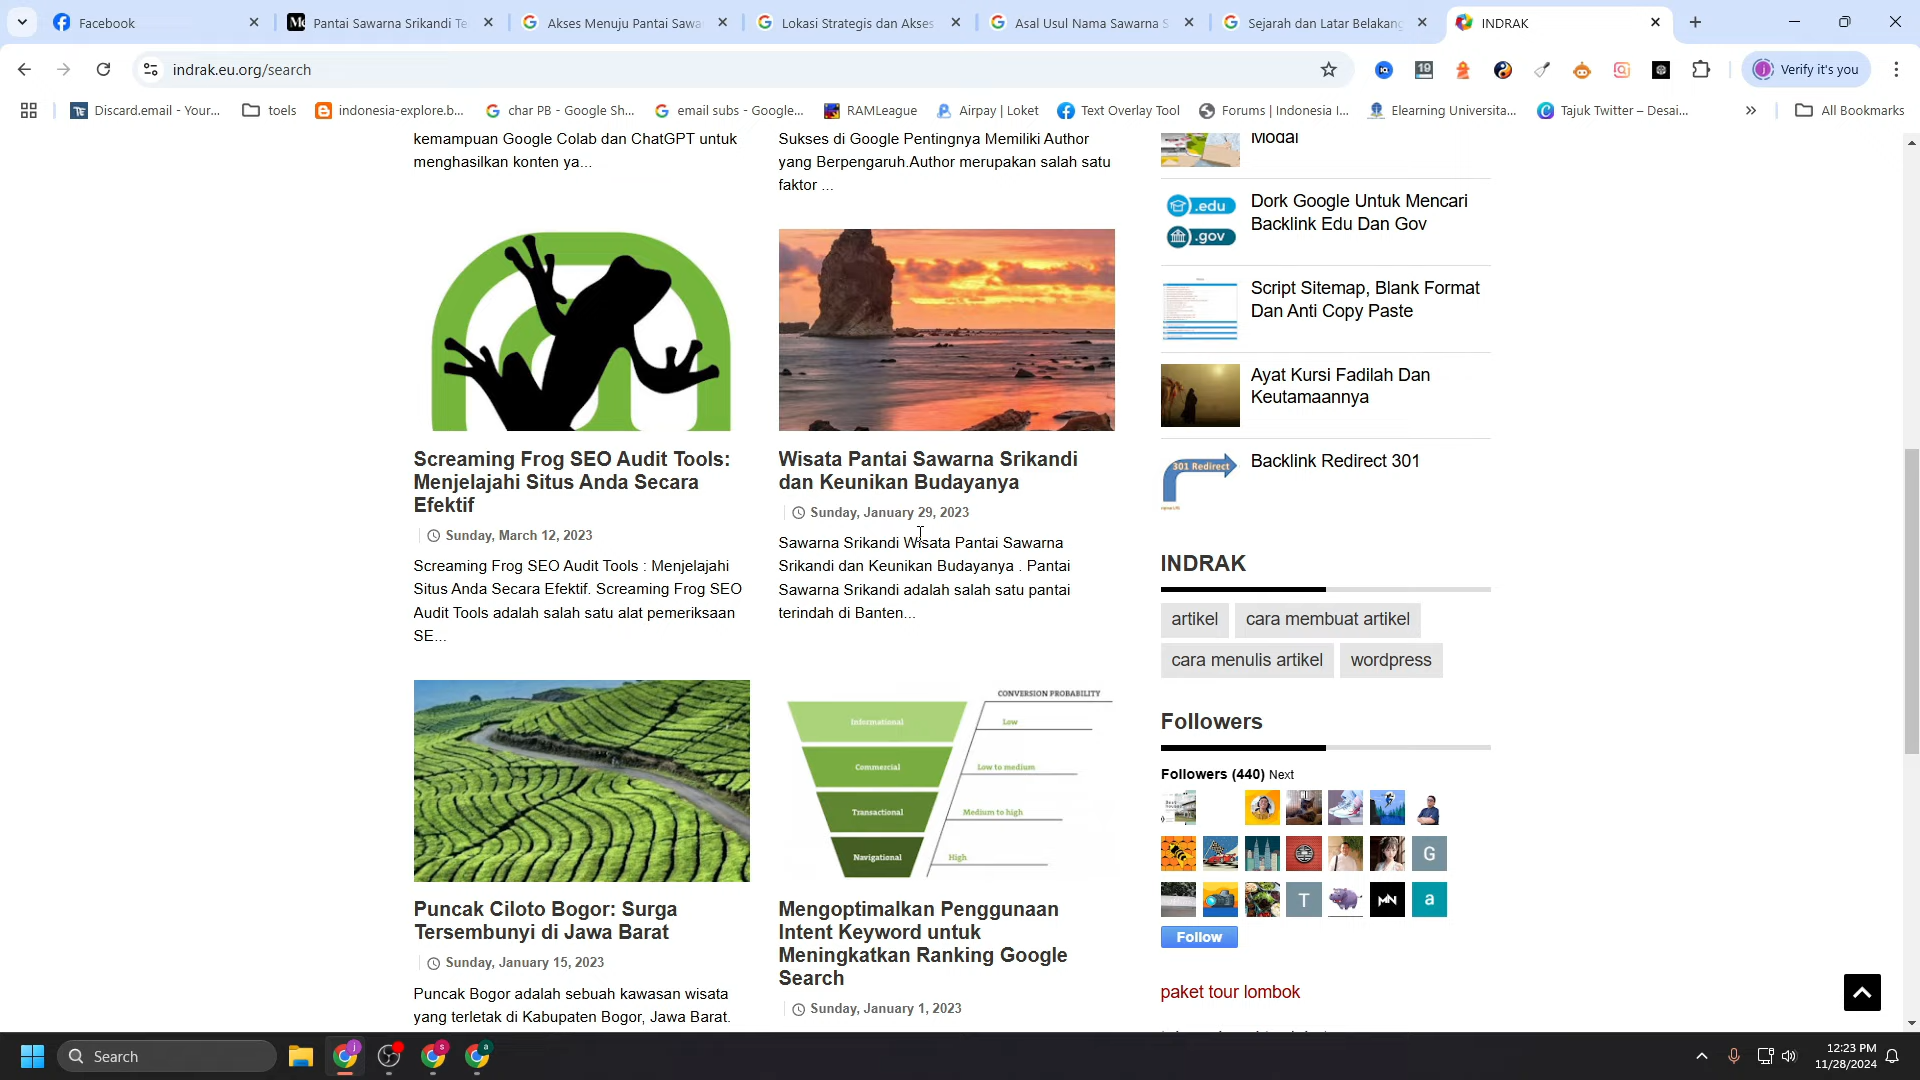 Facebook
Pantai Sawarna Srikandi Te
Akses Menuju Pantai Sawar
Lokasi Strategis dan Akses
Asal Usul Nama Sawarna S
Sejarah dan Latar Belakang
INDRAK
indrak.eu.org/search
19
Verify it's you
Discard.email - Your...
toels
indonesia-explore.b...
char PB - Google Sh...
email subs - Google...
RAMLeague
Airpay | Loket
Text Overlay Tool
Forums | Indonesia I...
Elearning Universita...
Tajuk Twitter – Desai...
All Bookmarks
kemampuan Google Colab dan ChatGPT untuk
menghasilkan konten ya...
Sukses di Google Pentingnya Memiliki Author
yang Berpengaruh.Author merupakan salah satu
faktor ...
Screaming Frog SEO Audit Tools:
Menjelajahi Situs Anda Secara
Efektif
Sunday, March 12, 2023
Screaming Frog SEO Audit Tools : Menjelajahi
Situs Anda Secara Efektif. Screaming Frog SEO
Audit Tools adalah salah satu alat pemeriksaan
SE...
Wisata Pantai Sawarna Srikandi
dan Keunikan Budayanya
Sunday, January 29, 2023
Sawarna Srikandi Wisata Pantai Sawarna
Srikandi dan Keunikan Budayanya . Pantai
Sawarna Srikandi adalah salah satu pantai
terindah di Banten...
Puncak Ciloto Bogor: Surga
Tersembunyi di Jawa Barat
Sunday, January 15, 2023
Puncak Bogor adalah sebuah kawasan wisata
yang terletak di Kabupaten Bogor, Jawa Barat.
CONVERSION PROBABILITY
Informational
Low
Commercial
Low to medium
Transactional
Medium to high
Navigational
High
Mengoptimalkan Penggunaan
Intent Keyword untuk
Meningkatkan Ranking Google
Search
Sunday, January 1, 2023
Modal
.edu
.gov
Dork Google Untuk Mencari
Backlink Edu Dan Gov
Script Sitemap, Blank Format
Dan Anti Copy Paste
Ayat Kursi Fadilah Dan
Keutamaannya
301 Redirect
Backlink Redirect 301
INDRAK
artikel
cara membuat artikel
cara menulis artikel
wordpress
Followers
Followers (440) Next
G
T
a
Follow
paket tour lombok
Search
12:23 PM
11/28/2024